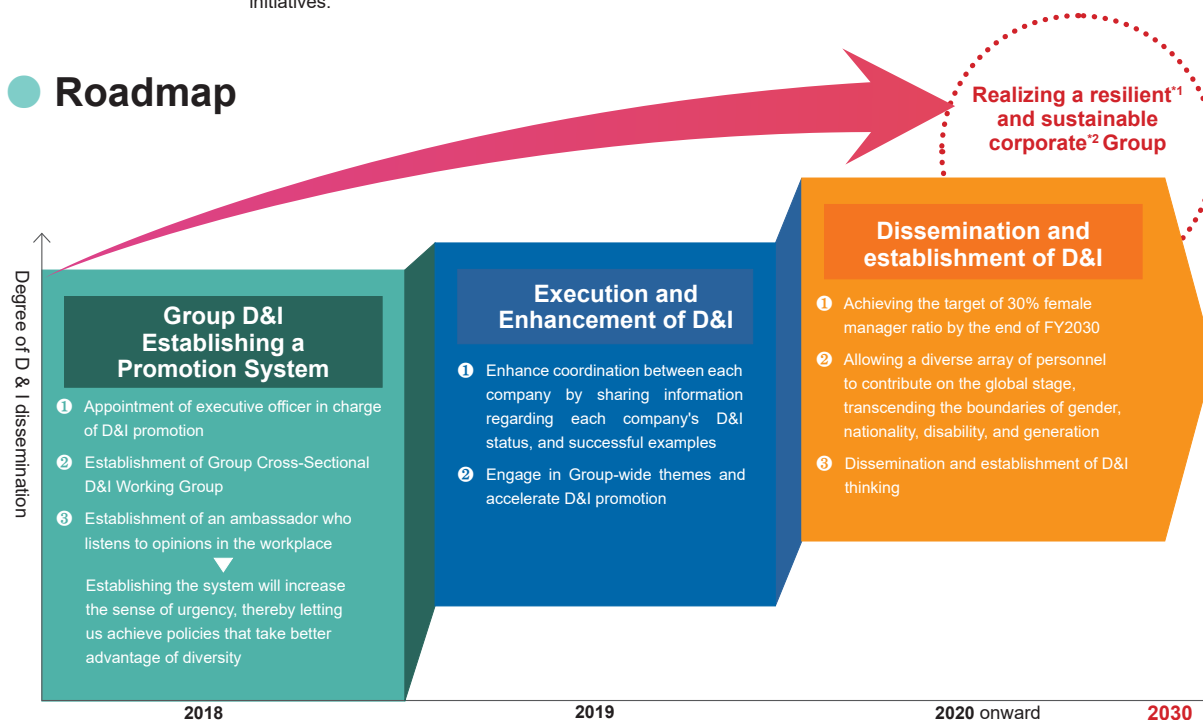 initiatives.
Roadmap
Realizing a resilient*1
and sustainable
corporate*2 Group
Degree of D & I dissemination
Group D&I
Establishing a
Promotion System
❶ Appointment of executive officer in charge
of D&I promotion
❷ Establishment of Group Cross-Sectional
D&I Working Group
❸ Establishment of an ambassador who
listens to opinions in the workplace
Establishing the system will increase
the sense of urgency, thereby letting
us achieve policies that take better
advantage of diversity
Execution and
Enhancement of D&I
❶ Enhance coordination between each
company by sharing information
regarding each company's D&I
status, and successful examples
❷ Engage in Group-wide themes and
accelerate D&I promotion
Dissemination and
establishment of D&I
❶ Achieving the target of 30% female
manager ratio by the end of FY2030
❷ Allowing a diverse array of personnel
to contribute on the global stage,
transcending the boundaries of gender,
nationality, disability, and generation
❸ Dissemination and establishment of D&I
thinking
2018
2019
2020 onward
2030